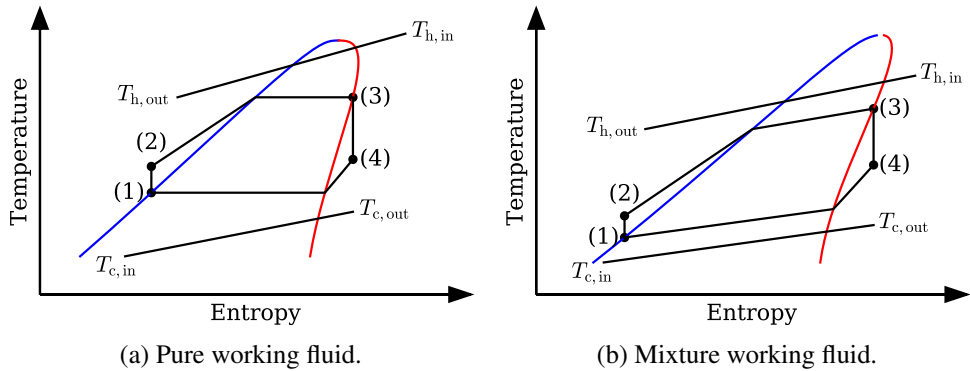 T_h, in
T_h, out
(3)
(2)
(4)
(1)
T_c, out
T_c, in
Temperature
Entropy
(a) Pure working fluid.
T_h, in
T_h, out
(3)
(4)
(2)
(1)
T_c, out
T_c, in
Temperature
Entropy
(b) Mixture working fluid.